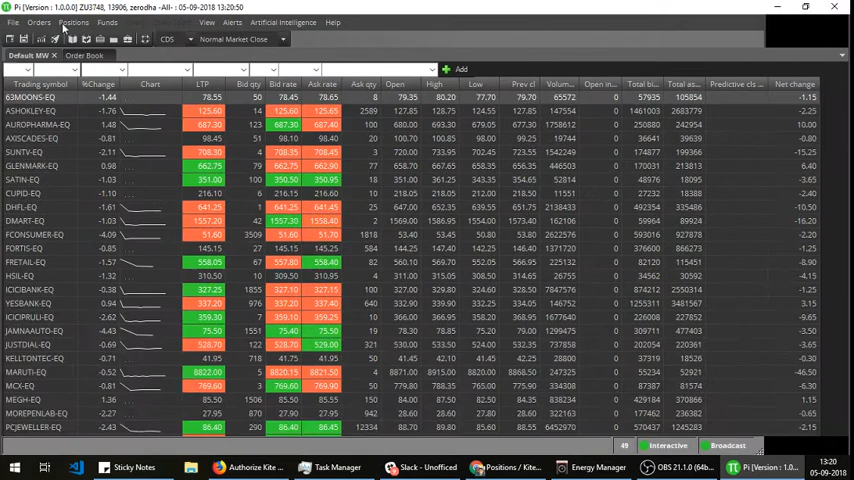 Pi [Version : 1.0.0.0] ZU3748, 13906, zerodha -All- : 05-09-2018 13:20:50
File Orders Positions Funds View Alerts Artificial Intelligence Help
CDS Normal Market Close
Default MW Order Book
Add
Trading symbol %Change Chart LTP Bid qty Bid rate Ask rate Ask qty Open High Low Prev cl Volum... Open in... Total bi... Total as... Predictive cls ... Net change
63MOONS-EQ -1.44 78.55 50 78.45 78.65 8 79.35 80.20 77.70 79.70 65572 0 57935 105854 -1.15
ASHOKLEY-EQ -1.76 125.60 14 125.60 125.65 2589 127.85 128.75 124.55 127.85 147554 0 1461003 2683779 -2.25
AUROPHARMA-EQ 1.48 687.30 123 687.30 687.40 100 680.00 693.30 679.05 677.30 1758612 0 250880 242954 10.00
AXISCADES-EQ -0.81 98.45 51 98.10 98.40 20 100.70 100.85 98.00 99.25 19744 0 36641 39630 -0.80
SUNTV-EQ -2.11 708.30 4 708.35 708.45 3 720.00 733.95 702.55 723.55 1542249 0 174877 199366 -15.25
GLENMARK-EQ 0.98 662.75 79 662.75 662.90 77 658.70 667.65 658.35 656.35 446503 0 170031 213813 6.40
SATIN-EQ -1.03 351.00 100 350.50 350.95 18 351.00 361.25 343.35 354.65 35613 0 48976 18095 -3.65
CUPID-EQ -1.10 216.10 6 216.15 216.60 10 218.05 218.05 212.00 218.50 11551 0 27232 18388 -2.40
DHFL-EQ -1.61 641.25 1 641.25 641.45 25 647.00 652.35 639.55 651.75 2138433 0 492354 509351 -10.50
DMART-EQ -1.03 1557.20 42 1557.30 1558.40 2 1569.00 1586.95 1554.00 1573.40 162106 0 59964 89924 -16.20
FCONSUMER-EQ -4.09 51.60 3509 51.60 51.70 1818 53.40 53.45 50.80 53.80 0 593016 927878 -2.20
FORTIS-EQ -0.85 145.15 27 145.15 145.25 584 144.25 147.40 142.25 146.40 1371720 0 376600 866273 -1.25
FRETAIL-EQ -1.57 558.05 67 557.80 558.40 82 560.10 569.70 557.05 566.95 225132 0 82120 115451 -8.90
HSIL-EQ -1.32 310.50 10 309.50 310.95 4 315.00 315.05 308.50 314.65 26755 0 34562 30592 -4.15
ICICIBANK-EQ -0.38 327.25 1855 327.10 327.15 92 327.80 329.80 324.60 328.50 7847576 0 874212 2550314 -1.25
YESBANK-EQ 0.94 337.20 976 337.20 337.30 640 332.90 339.70 331.05 334.05 0 1255311 3481567 3.15
ICICIPRULI-EQ -2.62 359.30 7 359.10 359.25 12 366.00 366.95 358.15 368.95 1677640 0 226008 227852 -9.65
JAMNAAUTO-EQ -4.43 75.50 1551 75.40 75.50 19 78.30 78.85 75.20 79.00 1299475 0 309711 477403 -3.50
JUSTDIAL-EQ -0.69 528.70 122 528.70 529.00 321 530.00 533.50 524.35 532.35 737858 0 202054 220361 -3.65
KELLTONTEC-EQ -0.71 41.95 718 41.95 42.00 50 41.45 42.40 41.10 42.25 28800 0 37319 18526 -0.30
MARUTI-EQ -0.52 8822.00 5 8820.15 8821.50 4 8871.00 8915.00 8800.00 8868.50 247325 0 55234 52921 -46.50
MCX-EQ -0.81 769.60 3 769.60 769.90 50 779.80 788.35 765.00 775.90 327534 0 87387 81574 -6.30
MEGH-EQ 1.36 85.50 1506 85.50 85.55 150 84.00 87.50 82.55 84.35 838234 0 429184 370666 1.15
MOREPENLAB-EQ -2.27 27.95 870 27.90 27.95 942 28.60 28.60 27.80 28.60 322163 0 177462 236382 -0.65
PCJEWELLER-EQ -2.43 86.40 290 86.40 86.45 12334 88.70 89.70 84.10 88.55 0 570417 1245283 -2.15
49 Interactive Broadcast
Sticky Notes Authorize Kite ... Task Manager Slack - Unofficed Positions / Kite... Energy Manager OBS 21.1.0 (64b... Pi [Version : 1.0.... 13:20
05-09-2018